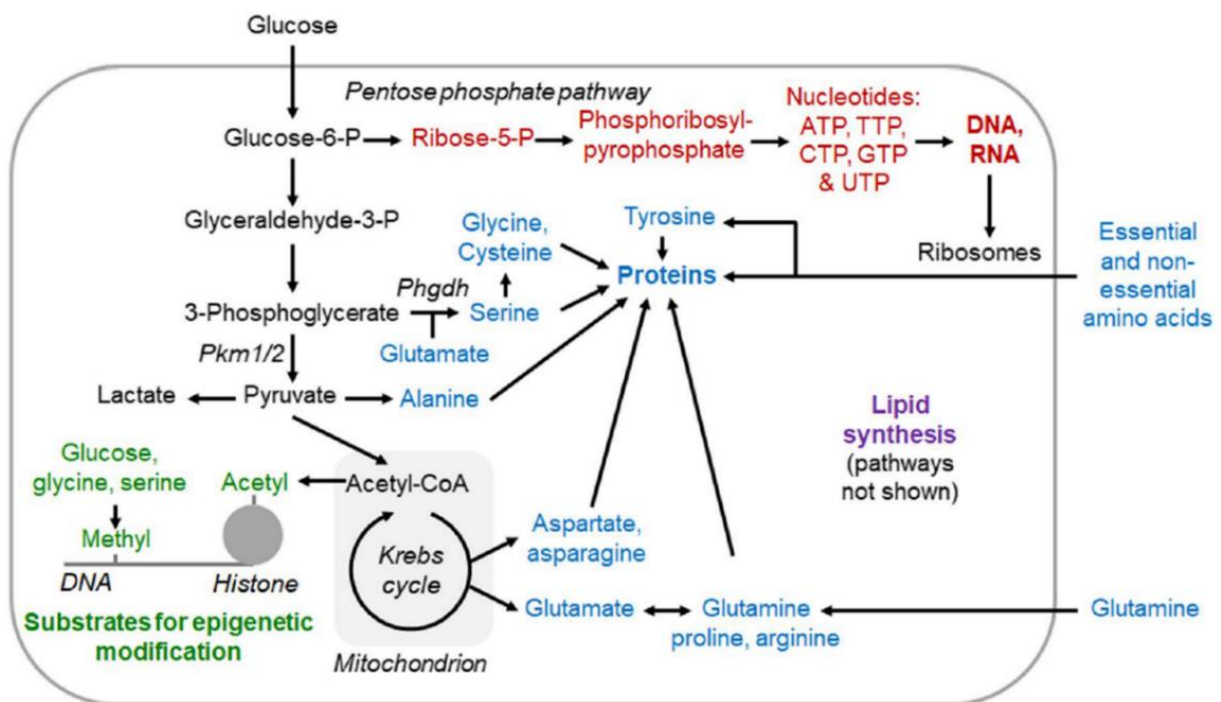 Glucose
Pentose phosphate pathway
Glucose-6-P
Ribose-5-P
Phosphoribosyl-
pyrophosphate
Nucleotides:
ATP, TTP,
CTP, GTP
& UTP
DNA,
RNA
Glyceraldehyde-3-P
Glycine,
Cysteine
Tyrosine
Proteins
Ribosomes
Essential
and non-
essential
amino acids
3-Phosphoglycerate
Phgdh
Serine
Glutamate
Pkm1/2
Lactate
Pyruvate
Alanine
Lipid
synthesis
(pathways
not shown)
Glucose,
glycine, serine
Methyl
Acetyl
Acetyl-CoA
DNA
Histone
Substrates for epigenetic
modification
Krebs
cycle
Mitochondrion
Aspartate,
asparagine
Glutamate
Glutamine
proline, arginine
Glutamine